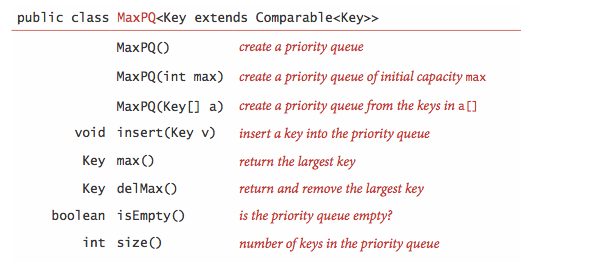 public class MaxPQ<Key extends Comparable<Key>>
MaxPQ() create a priority queue
MaxPQ(int max) create a priority queue of initial capacity max
MaxPQ(Key[] a) create a priority queue from the keys in a[]
void insert(Key v) insert a key into the priority queue
Key max() return the largest key
Key delMax() return and remove the largest key
boolean isEmpty() is the priority queue empty?
int size() number of keys in the priority queue